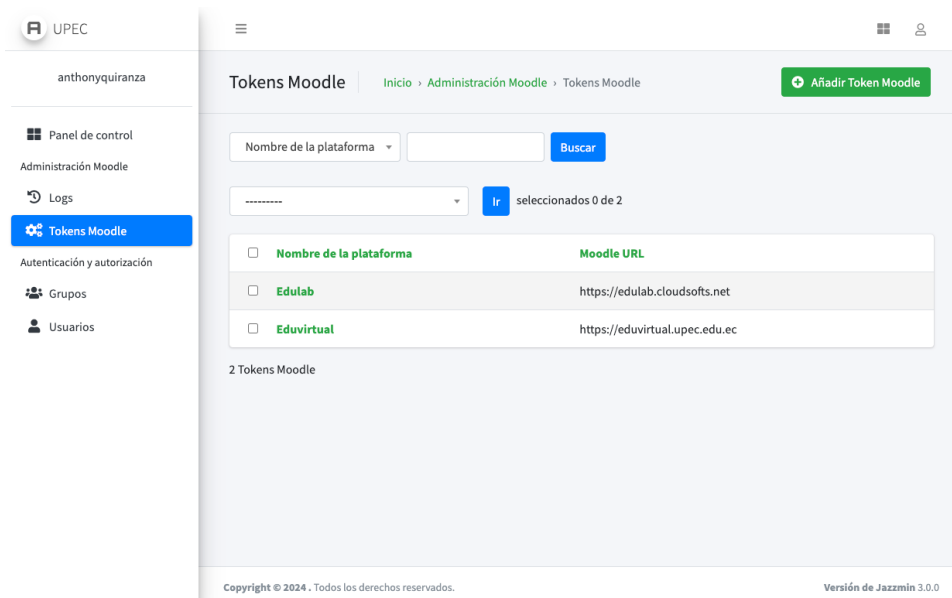 A UPEC
anthonyquiranza
Panel de control
Administración Moodle
Logs
Tokens Moodle
Autenticación y autorización
Grupos
Usuarios
Tokens Moodle
Inicio › Administración Moodle › Tokens Moodle
Añadir Token Moodle
Nombre de la plataforma
Buscar
---------
Ir
seleccionados 0 de 2
Nombre de la plataforma Moodle URL
Edulab https://edulab.cloudsofts.net
Eduvirtual https://eduvirtual.upec.edu.ec
2 Tokens Moodle
Copyright © 2024 . Todos los derechos reservados.
Versión de Jazzmin 3.0.0